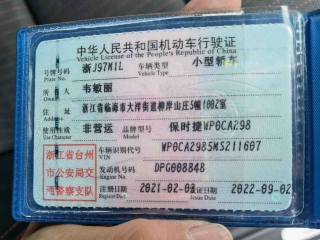 中华人民共和国机动车行驶证
Vehicle License of the People's Republic of China
号牌号码 浙J97M1L 车辆类型 小型轿车
Plate No. Vehicle Type
所有人 韦敏丽
Owner
住址 浙江省临海市大洋街道柳岸山庄5幢1002室
Address
使用性质 非营运 品牌型号 保时捷WP0CA298
Use Character Model
浙江省台州 车辆识别代号 WP0CA298SMS211607
VIN
市公安局交 发动机号码 DPG008848
Engine No.
通警察支队 注册日期 2021-02-03 发证日期 2022-09-02
Register Date Issue Date